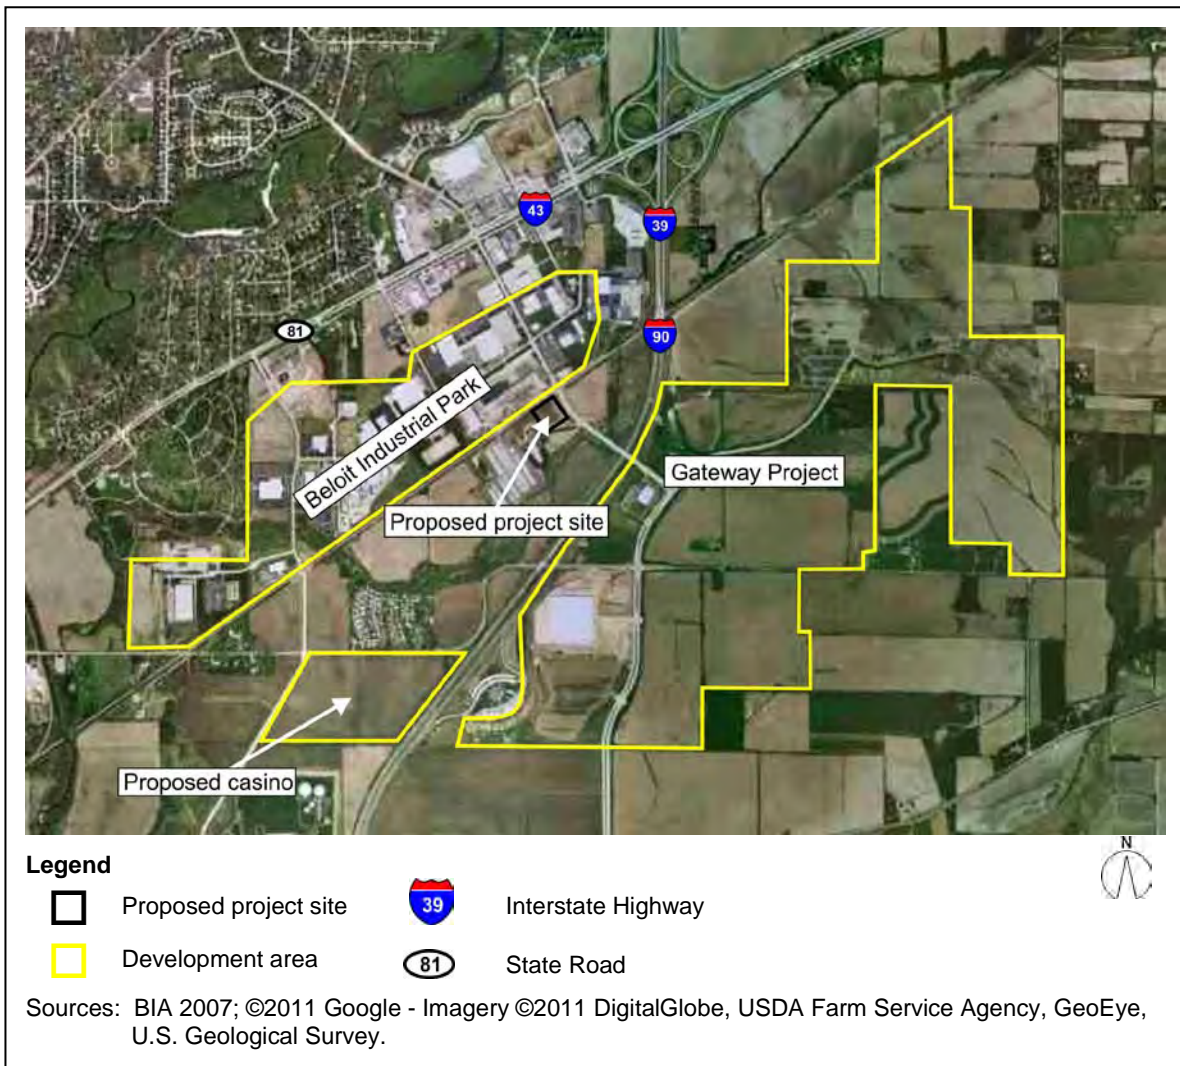 43
39
81
90
Beloit Industrial Park
Gateway Project
Proposed project site
Proposed casino
N
Legend
Proposed project site
39
Interstate Highway
Development area
81
State Road
Sources: BIA 2007; ©2011 Google - Imagery ©2011 DigitalGlobe, USDA Farm Service Agency, GeoEye,
U.S. Geological Survey.